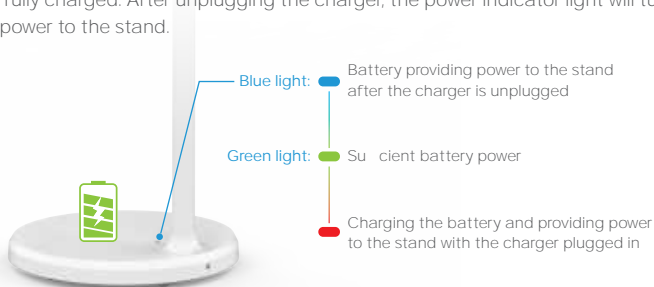 fully charged. After unplugging the charger, the power indicator light will tu
power to the stand.
Blue light: Battery providing power to the stand
after the charger is unplugged
Green light: Su cient battery power
Charging the battery and providing power
to the stand with the charger plugged in